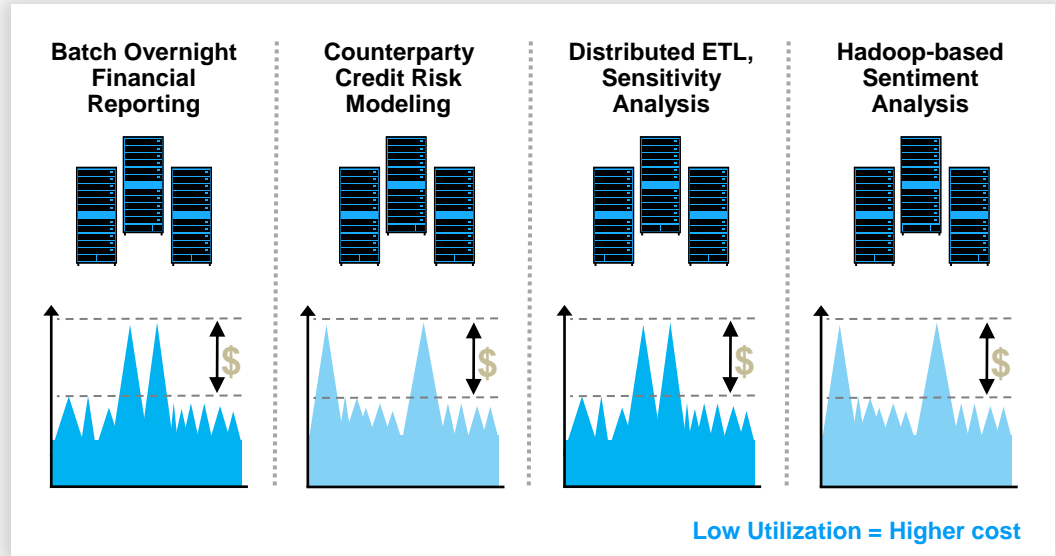 Batch Overnight
Financial
Reporting
Counterparty
Credit Risk
Modeling
Distributed ETL,
Sensitivity
Analysis
Hadoop-based
Sentiment
Analysis
$
$
$
$
Low Utilization = Higher cost